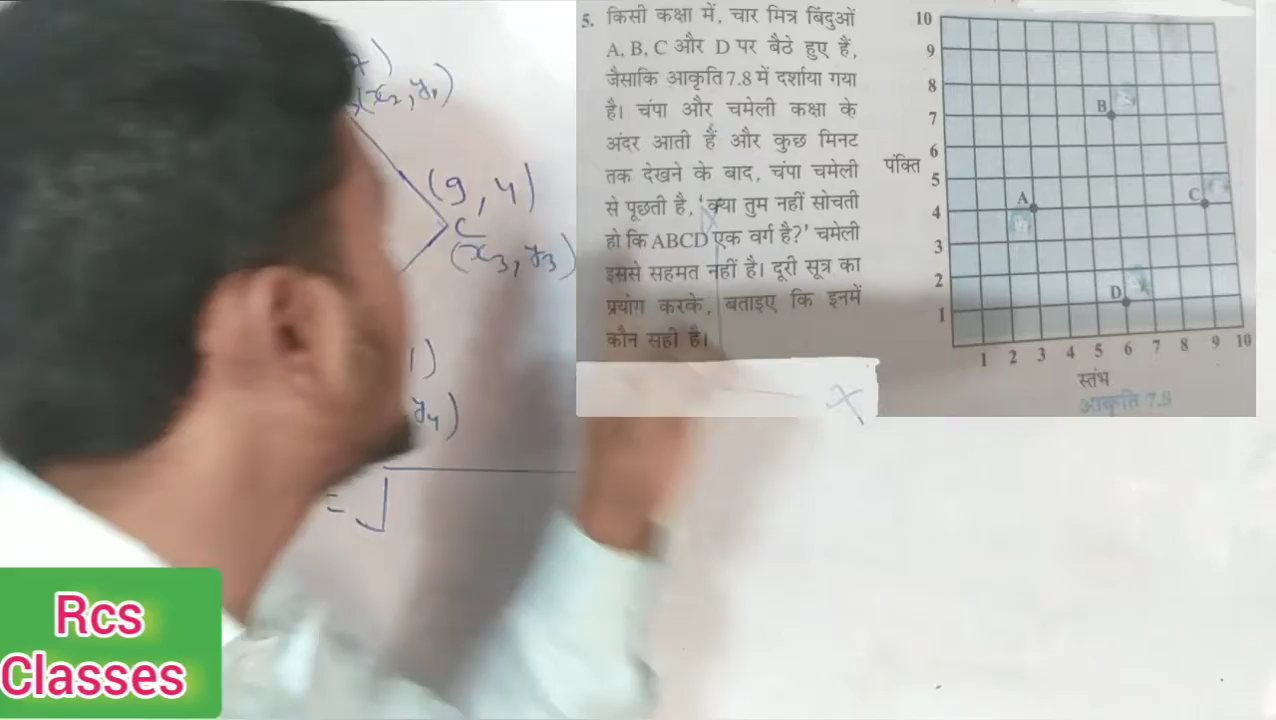 (x₂, y₁)
(9, 4)
C
(x₃, y₃)
1)
y₄)
= √
5. किसी कक्षा में, चार मित्र बिंदुओं
A, B, C और D पर बैठे हुए हैं,
जैसाकि आकृति 7.8 में दर्शाया गया
है। चंपा और चमेली कक्षा के
अंदर आती हैं और कुछ मिनट
तक देखने के बाद, चंपा चमेली
से पूछती है, 'क्या तुम नहीं सोचती
हो कि ABCD एक वर्ग है?' चमेली
इससे सहमत नहीं है। दूरी सूत्र का
प्रयोग करके, बताइए कि इनमें
कौन सही है।
10
9
8
7
6
5
4
3
2
1
पंक्ति
B
A
C
D
1 2 3 4 5 6 7 8 9 10
स्तंभ
आकृति 7.8
Rcs
Classes